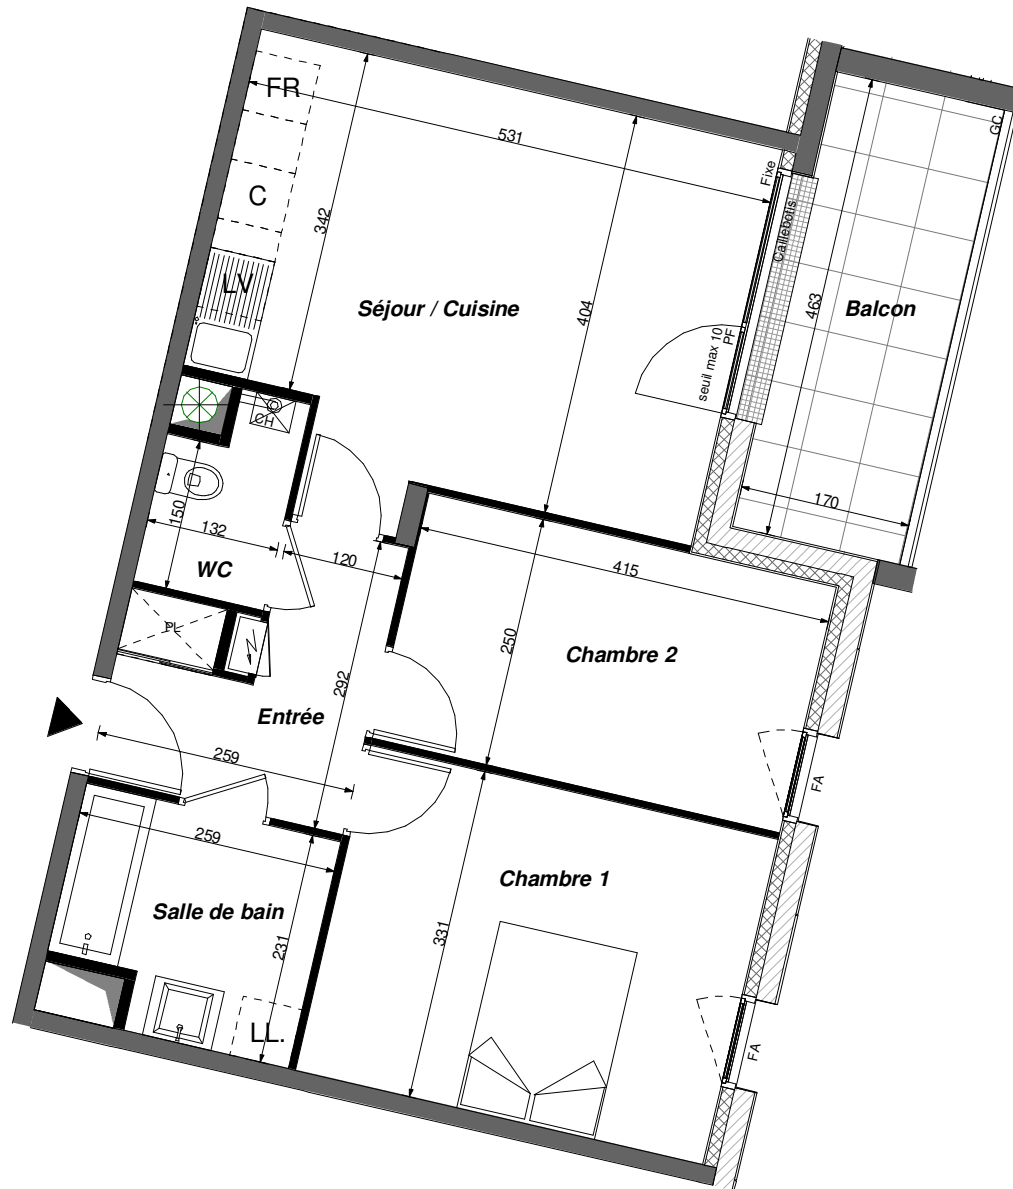 FR
531
GC
Fixe
C
342
Caillebotis
LV
Séjour / Cuisine
404
463
Balcon
seuil max 10
PF
CH
150
132
170
WC
120
415
PL
250
Chambre 2
292
Entrée
259
FA
259
Chambre 1
Salle de bain
231
331
LL.
FA